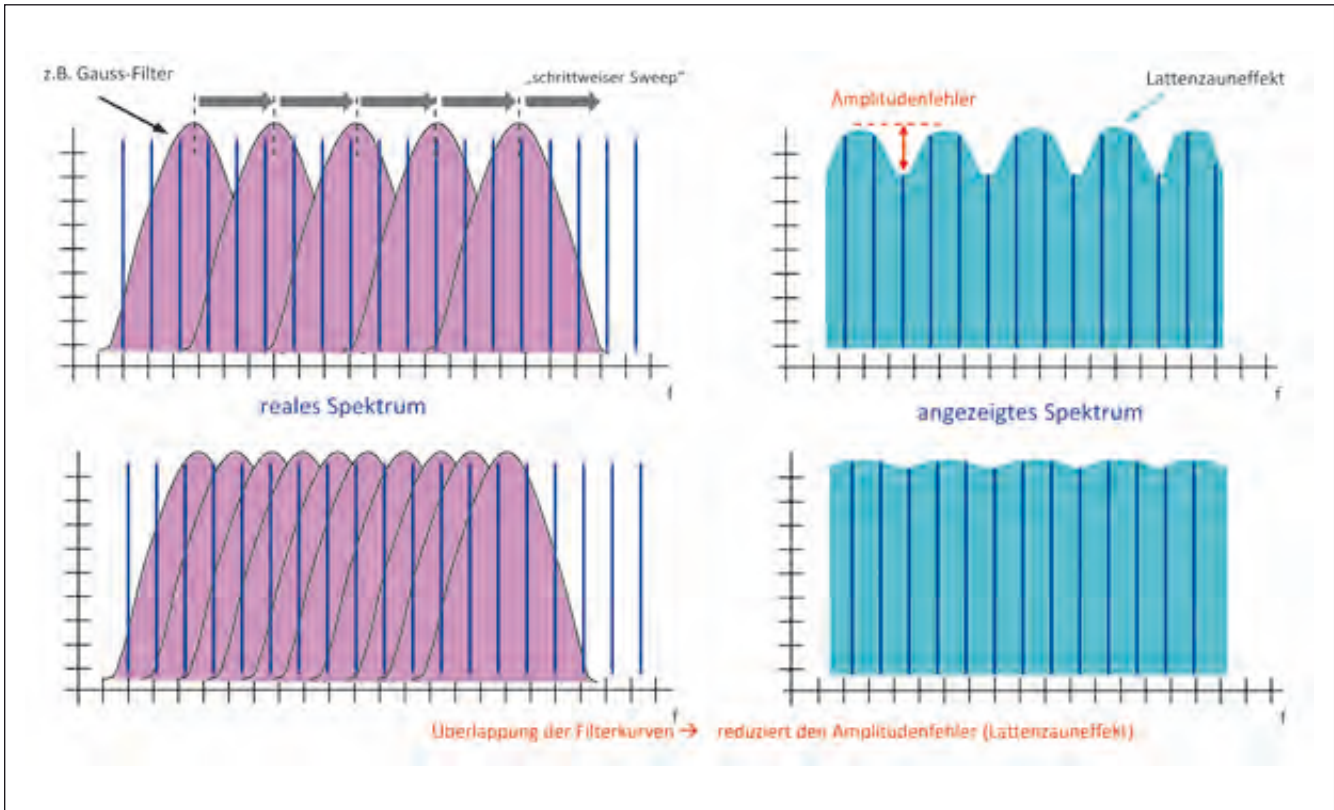 z.B. Gauss-Filter
„schrittweiser Sweep"
Amplitudenfehler
Lattenzauneffekt
f
f
reales Spektrum
angezeigtes Spektrum
f
f
Überlappung der Filterkurven → reduziert den Amplitudenfehler (Lattenzauneffekt)